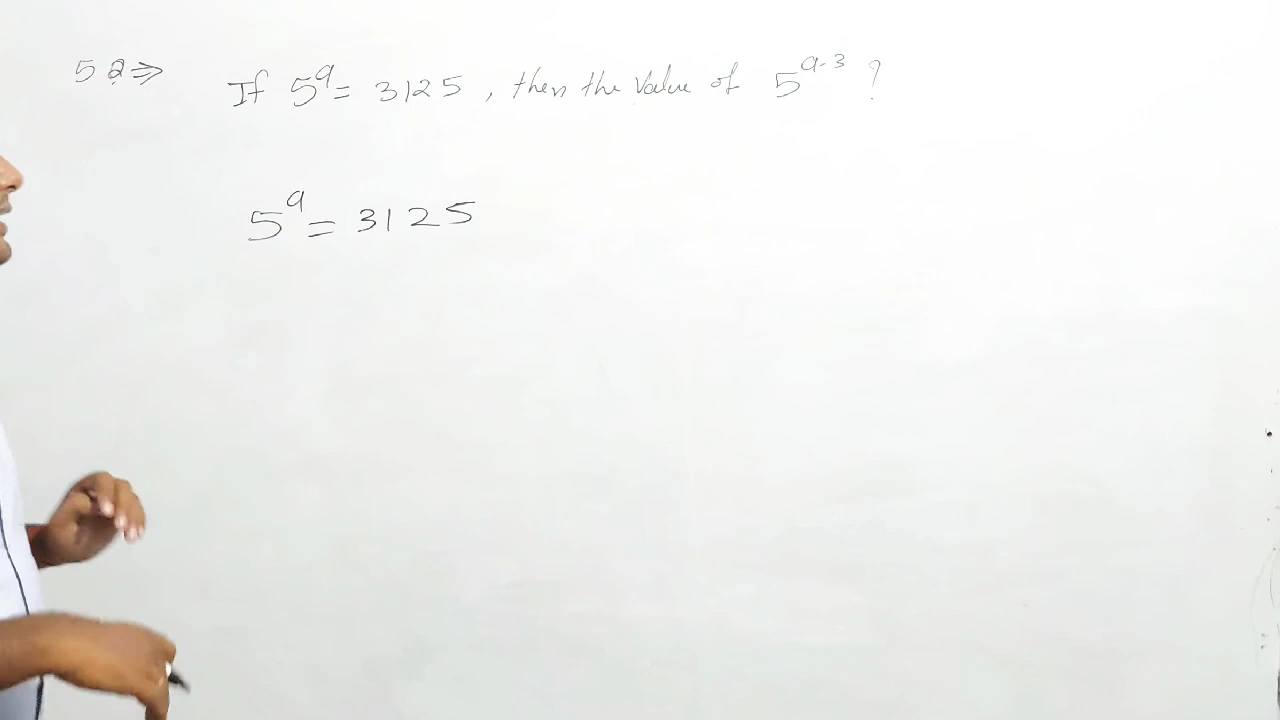 52⇒ If 5^a = 3125, then the value of 5^a-3 ?
5^a = 3125